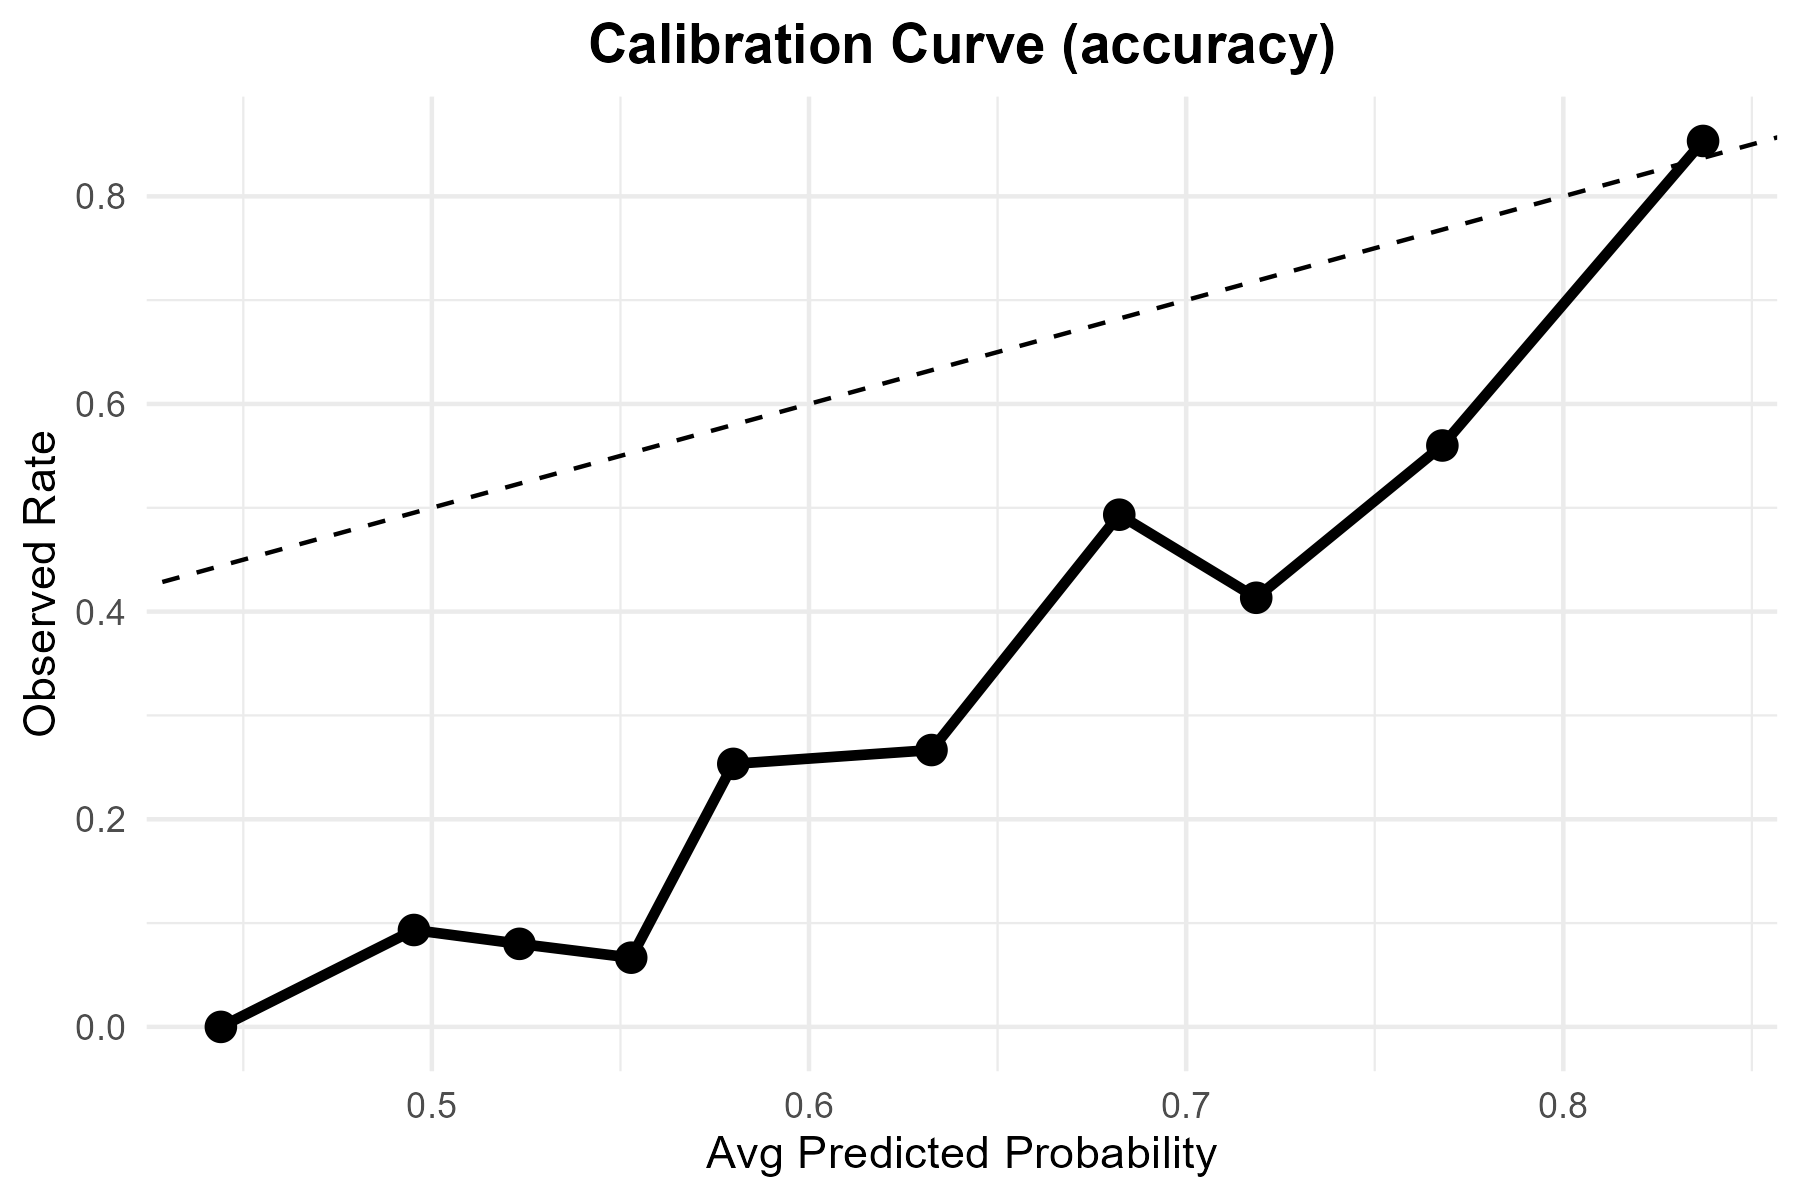 Calibration Curve (accuracy)
Observed Rate
0.8
0.6
0.4
0.2
0.0
0.5 0.6 0.7 0.8
Avg Predicted Probability